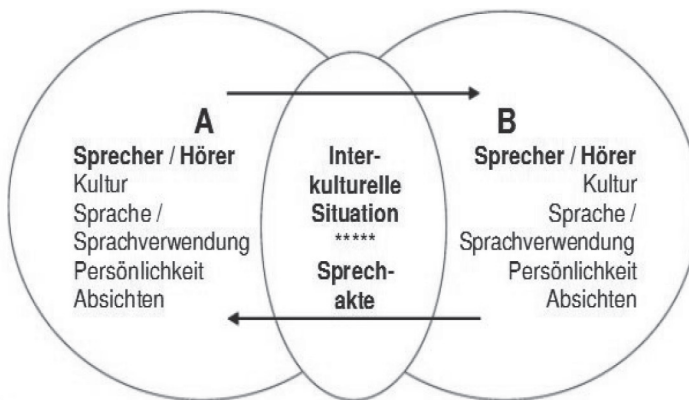 A
Sprecher / Hörer
Kultur
Sprache /
Sprachverwendung
Persönlichkeit
Absichten
Inter-
kulturelle
Situation
*****
Sprech-
akte
B
Sprecher / Hörer
Kultur
Sprache /
Sprachverwendung
Persönlichkeit
Absichten